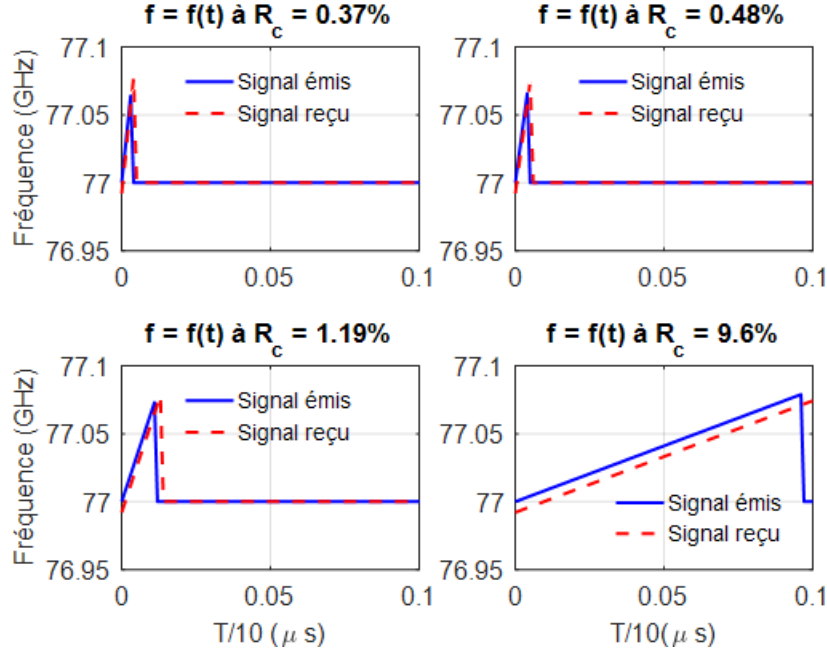 f = f(t) à R_c = 0.37%
77.1
77.05
77
76.95
Fréquence (GHz)
Signal émis
Signal reçu
0
0.05
0.1
f = f(t) à R_c = 0.48%
77.1
77.05
77
76.95
Signal émis
Signal reçu
0
0.05
0.1
f = f(t) à R_c = 1.19%
77.1
77.05
77
76.95
Fréquence (GHz)
Signal émis
Signal reçu
0
0.05
0.1
T/10 (μ s)
f = f(t) à R_c = 9.6%
77.1
77.05
77
76.95
Signal émis
Signal reçu
0
0.05
0.1
T/10(μ s)